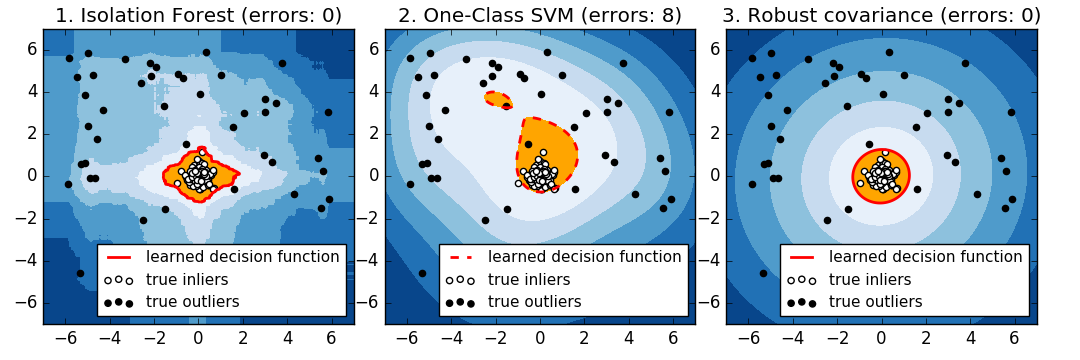 1. Isolation Forest (errors: 0)
2. One-Class SVM (errors: 8)
3. Robust covariance (errors: 0)
6
4
2
0
−2
−4
−6
−6 −4 −2 0 2 4 6
learned decision function
true inliers
true outliers
6
4
2
0
−2
−4
−6
−6 −4 −2 0 2 4 6
learned decision function
true inliers
true outliers
6
4
2
0
−2
−4
−6
−6 −4 −2 0 2 4 6
learned decision function
true inliers
true outliers